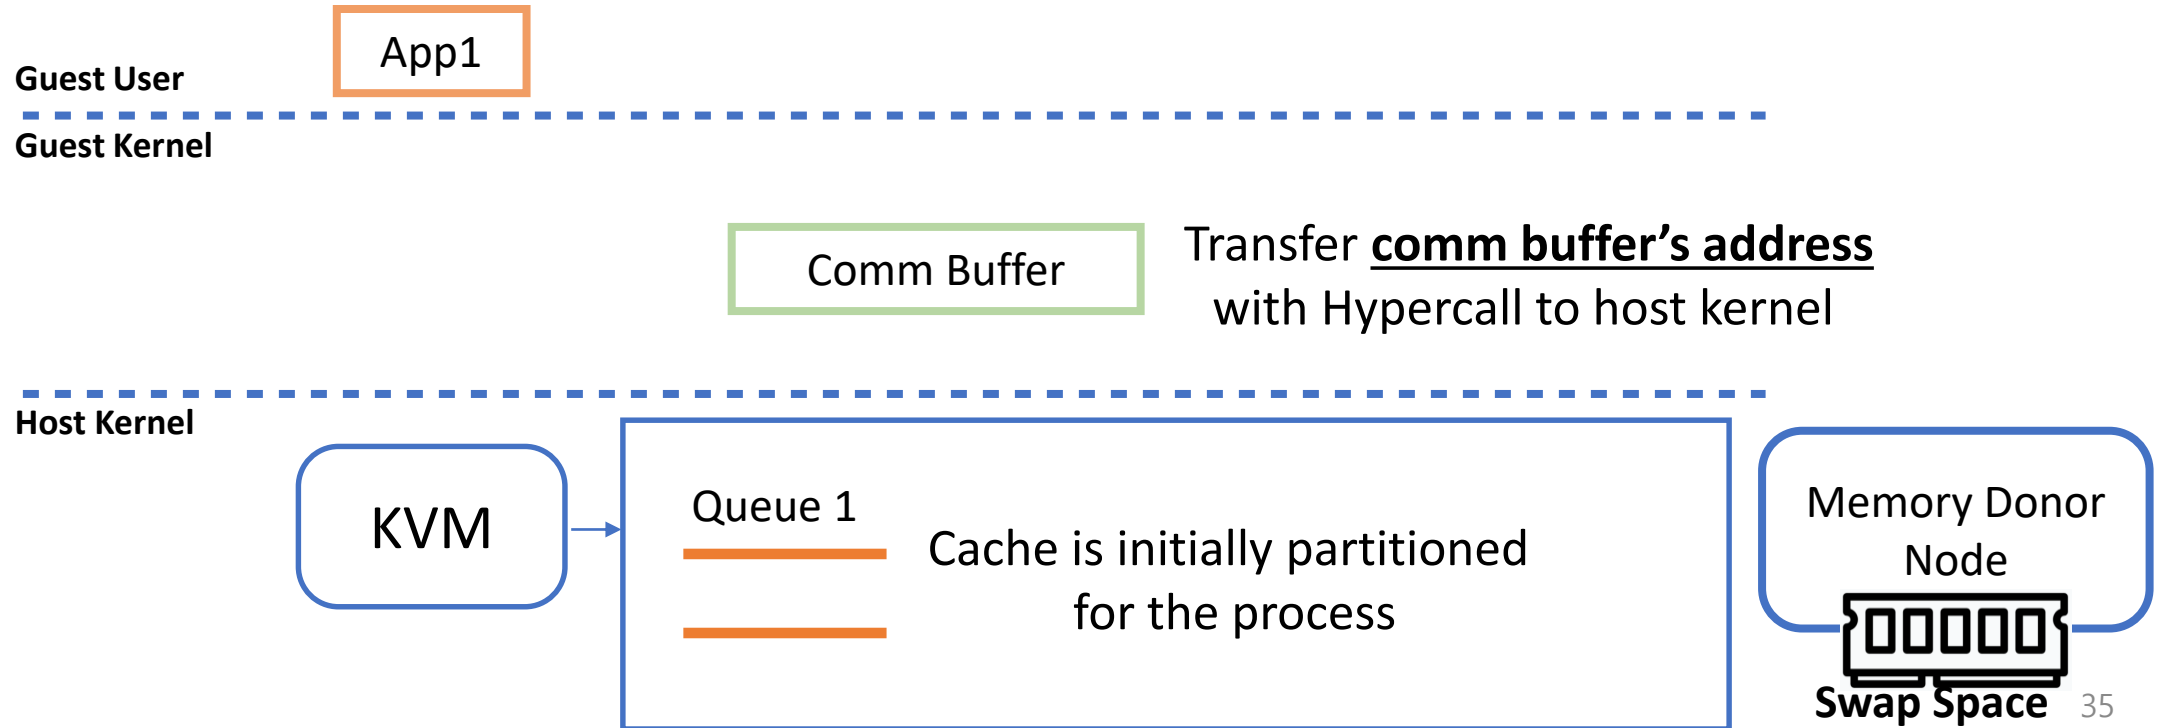 App1
Guest User
Guest Kernel
Comm Buffer
Transfer comm buffer’s address
with Hypercall to host kernel
Host Kernel
KVM
Queue 1
Cache is initially partitioned
for the process
Memory Donor
Node
Swap Space
35